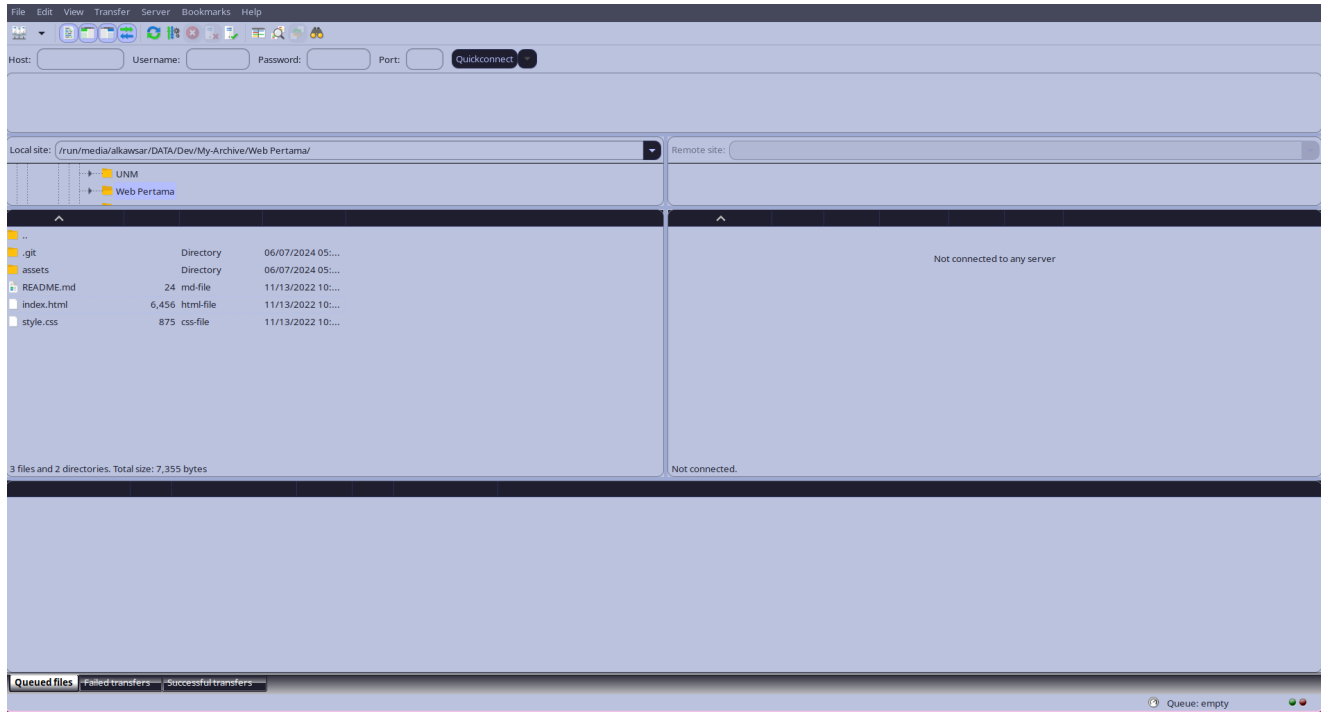 File Edit View Transfer Server Bookmarks Help
Host: Username: Password: Port: Quickconnect
Local site: /run/media/alkawsar/DATA/Dev/My-Archive/Web Pertama/
Remote site:
UNM
Web Pertama
..
.git Directory 06/07/2024 05:...
assets Directory 06/07/2024 05:...
README.md 24 md-file 11/13/2022 10:...
index.html 6,456 html-file 11/13/2022 10:...
style.css 875 css-file 11/13/2022 10:...
3 files and 2 directories. Total size: 7,355 bytes
Not connected to any server
Not connected.
Queued files Failed transfers Successful transfers
Queue: empty